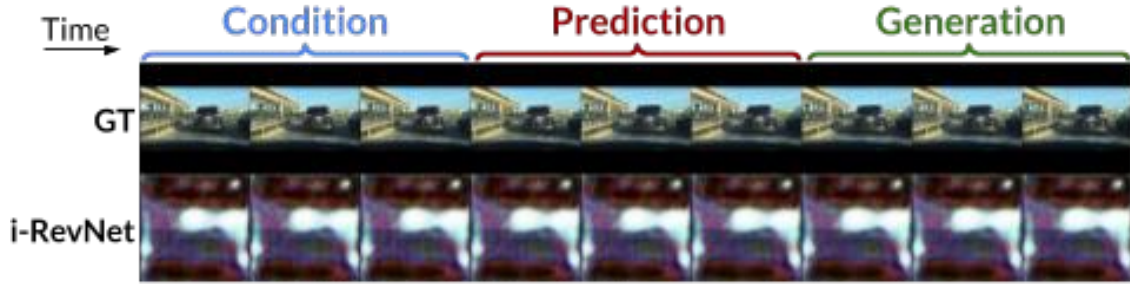 Time
Condition
Prediction
Generation
GT
i-RevNet